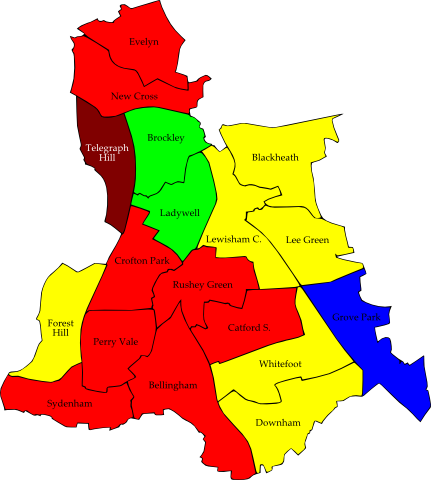 Evelyn
New Cross
Telegraph
Hill
Brockley
Blackheath
Ladywell
Lewisham C.
Lee Green
Crofton Park
Rushey Green
Grove Park
Forest
Hill
Catford S.
Perry Vale
Whitefoot
Bellingham
Sydenham
Downham